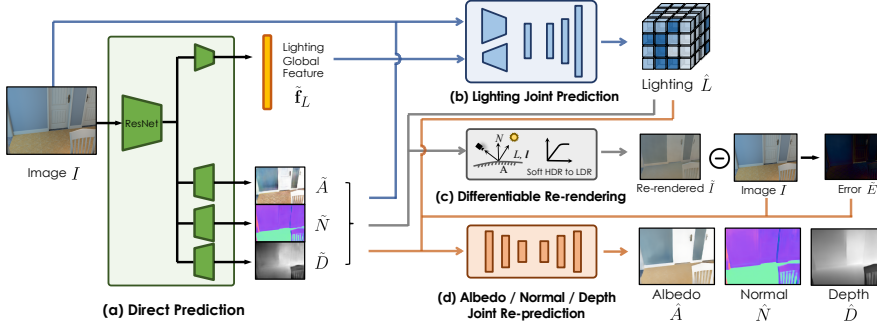 Lighting
Global
Feature
f̃_L
ResNet
Image I
Ã
Ñ
D̃
(a) Direct Prediction
(b) Lighting Joint Prediction
Lighting L̂
N
L, l
A
Soft HDR to LDR
(c) Differentiable Re-rendering
Re-rendered Ĩ
Image I
Error Ẽ
(d) Albedo / Normal / Depth
Joint Re-prediction
Albedo
Â
Normal
N̂
Depth
D̂